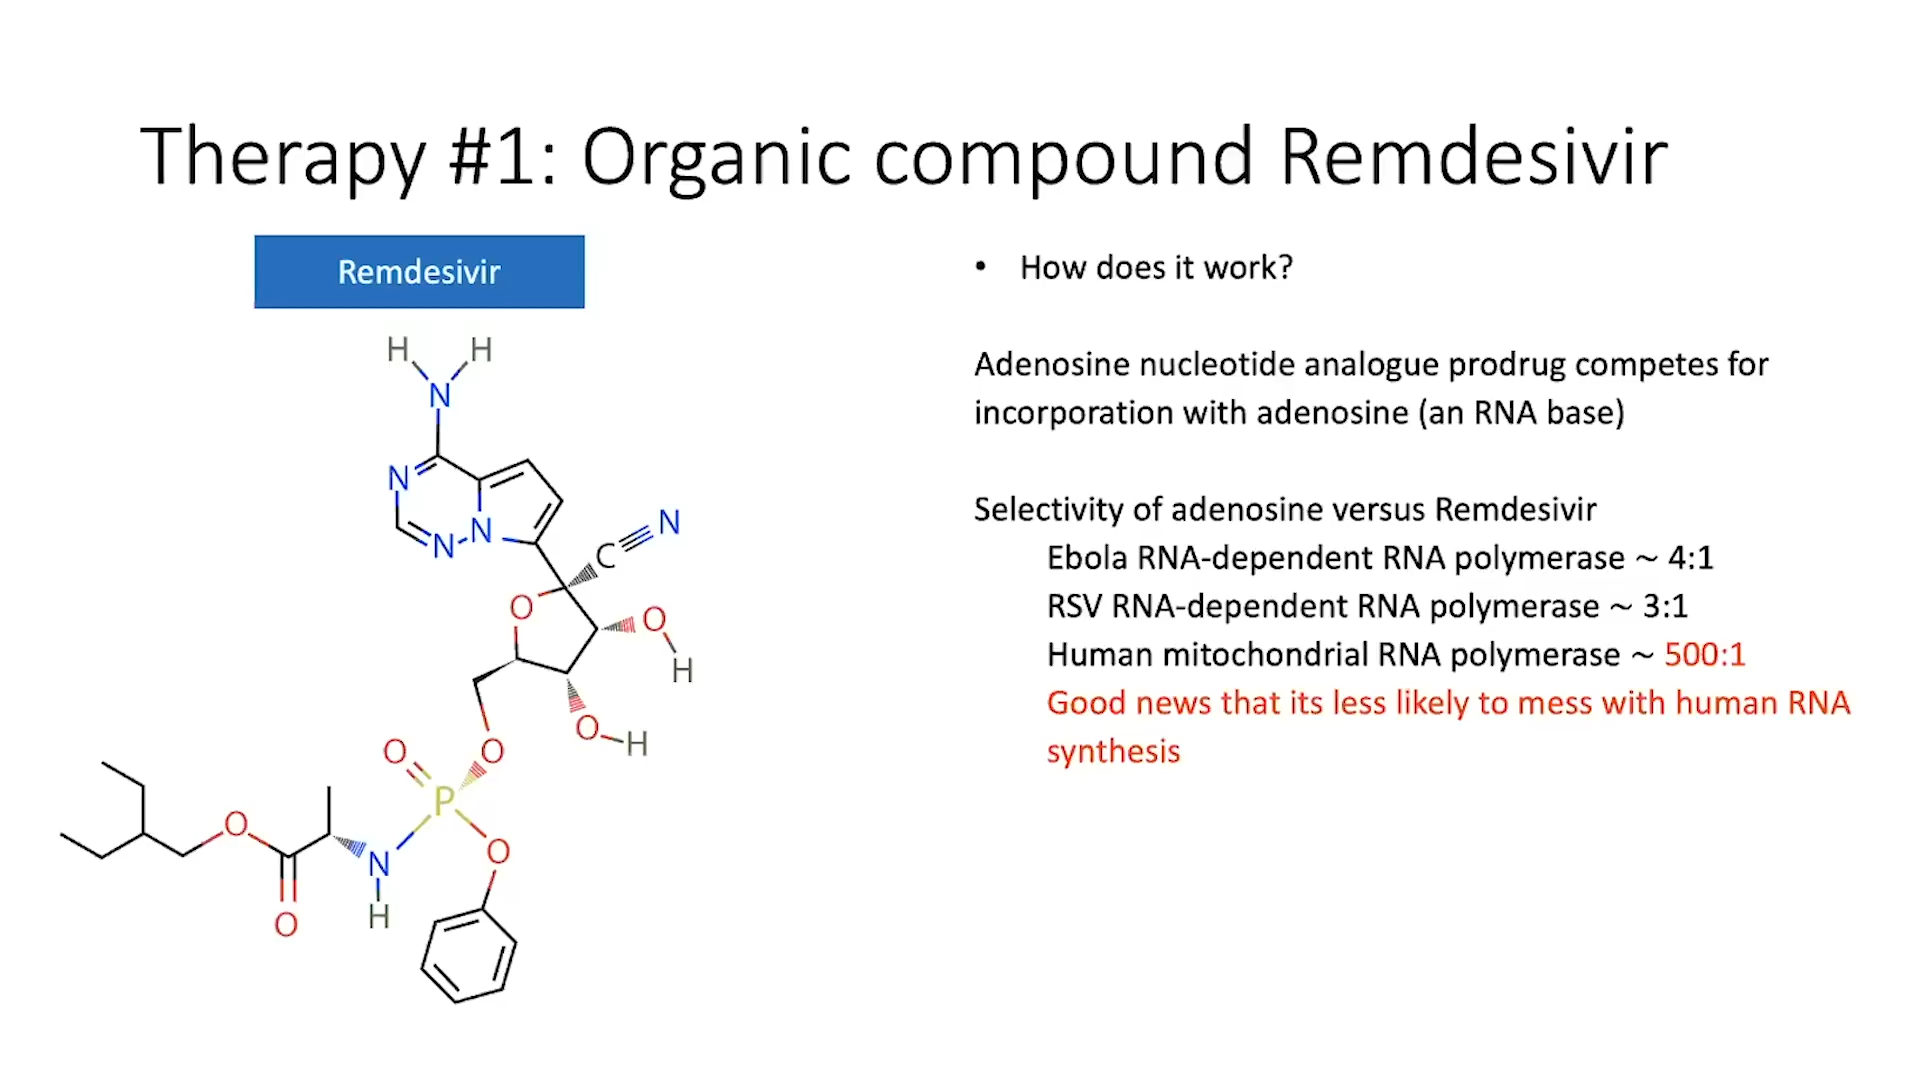 Therapy #1: Organic compound Remdesivir
Remdesivir
• How does it work?
Adenosine nucleotide analogue prodrug competes for
incorporation with adenosine (an RNA base)
Selectivity of adenosine versus Remdesivir
Ebola RNA-dependent RNA polymerase ~ 4:1
RSV RNA-dependent RNA polymerase ~ 3:1
Human mitochondrial RNA polymerase ~ 500:1
Good news that its less likely to mess with human RNA
synthesis
H H
N
N
N N
C N
O
O
H
O H
O O
P
O
N
O
H
O